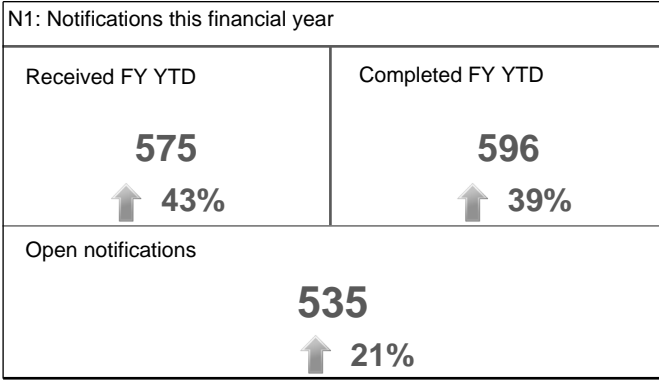 N1: Notifications this financial year
Received FY YTD
575
43%
Completed FY YTD
596
39%
Open notifications
535
21%